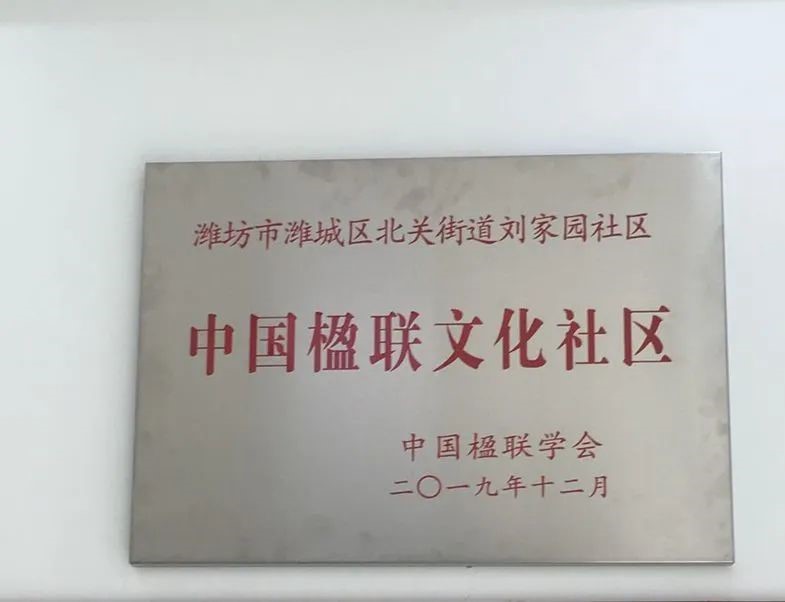 潍坊市潍城区北关街道刘家园社区
中国楹联文化社区
中国楹联学会
二〇一九年十二月